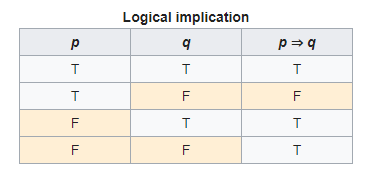 Logical implication
p q p ⇒ q
T T T
T F F
F T T
F F T